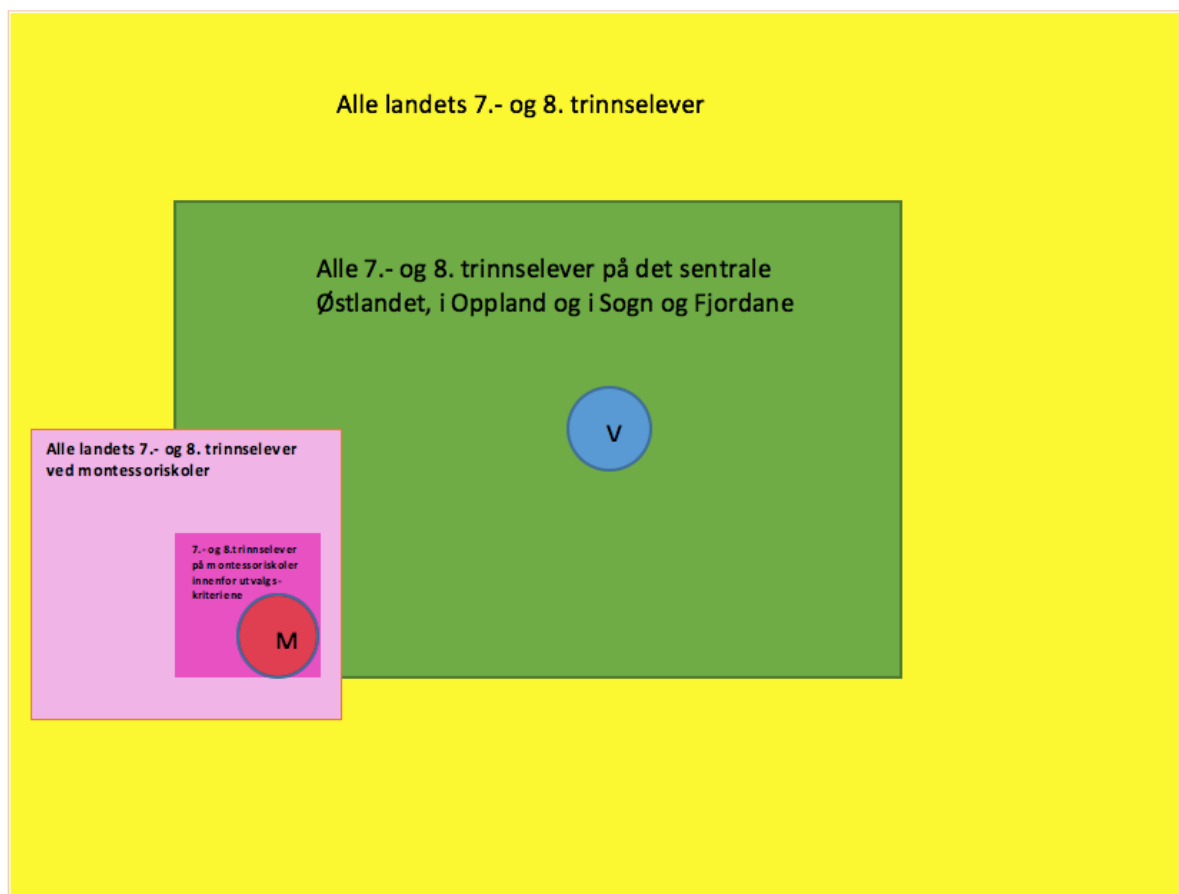 Alle landets 7.- og 8. trinnselever
Alle 7.- og 8. trinnselever på det sentrale
Østlandet, i Oppland og i Sogn og Fjordane
V
Alle landets 7.- og 8. trinnselever
ved montessoriskoler
7.- og 8.trinnselever
på montessoriskoler
innenfor utvalgs-
kriteriene
M